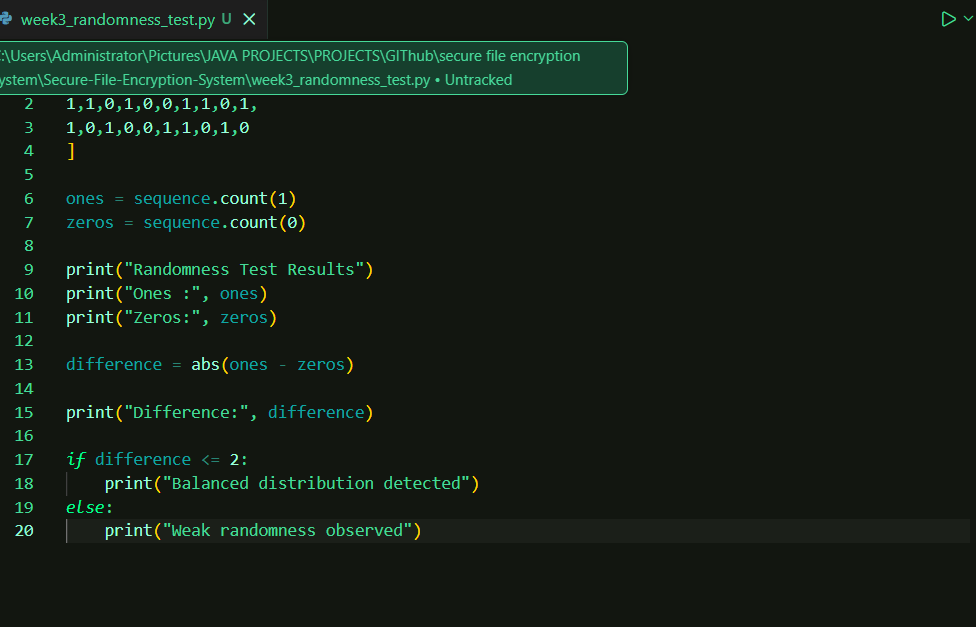 week3_randomness_test.py U
:\Users\Administrator\Pictures\JAVA PROJECTS\PROJECTS\GIThub\secure file encryption
ystem\Secure-File-Encryption-System\week3_randomness_test.py • Untracked
2 1,1,0,1,0,0,1,1,0,1,
3 1,0,1,0,0,1,1,0,1,0
4 ]
5
6 ones = sequence.count(1)
7 zeros = sequence.count(0)
8
9 print("Randomness Test Results")
10 print("Ones :", ones)
11 print("Zeros:", zeros)
12
13 difference = abs(ones - zeros)
14
15 print("Difference:", difference)
16
17 if difference <= 2:
18     print("Balanced distribution detected")
19 else:
20     print("Weak randomness observed")